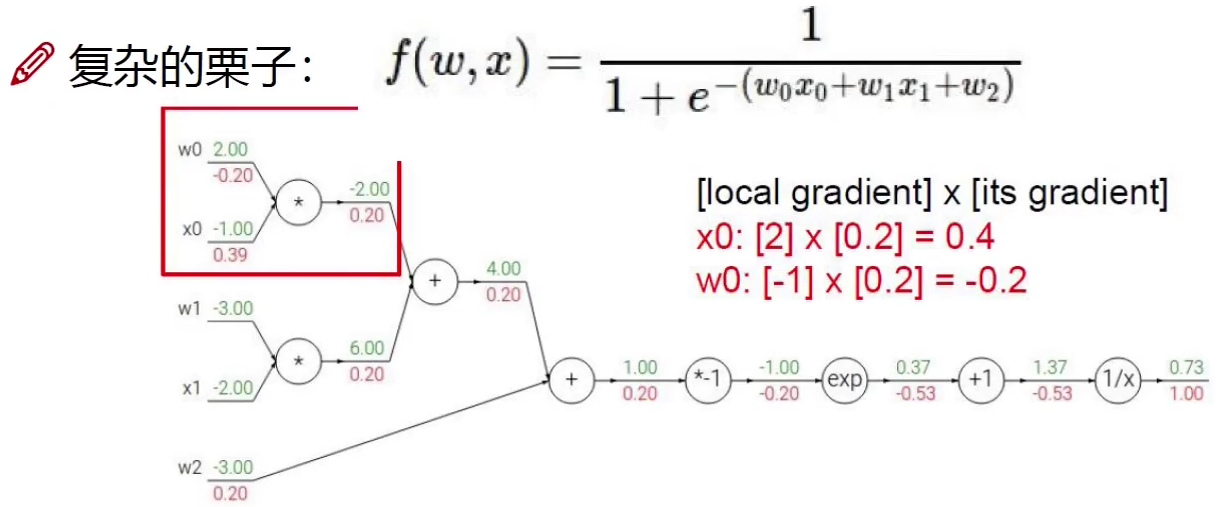 复杂的栗子：
f(w, x) = 1 / (1 + e^-(w0x0+w1x1+w2))
w0 2.00
-0.20
x0 -1.00
0.39
*
-2.00
0.20
[local gradient] x [its gradient]
x0: [2] x [0.2] = 0.4
w0: [-1] x [0.2] = -0.2
+
4.00
0.20
w1 -3.00
x1 -2.00
*
6.00
0.20
w2 -3.00
0.20
+
1.00
0.20
*-1
-1.00
-0.20
exp
0.37
-0.53
+1
1.37
-0.53
1/x
0.73
1.00